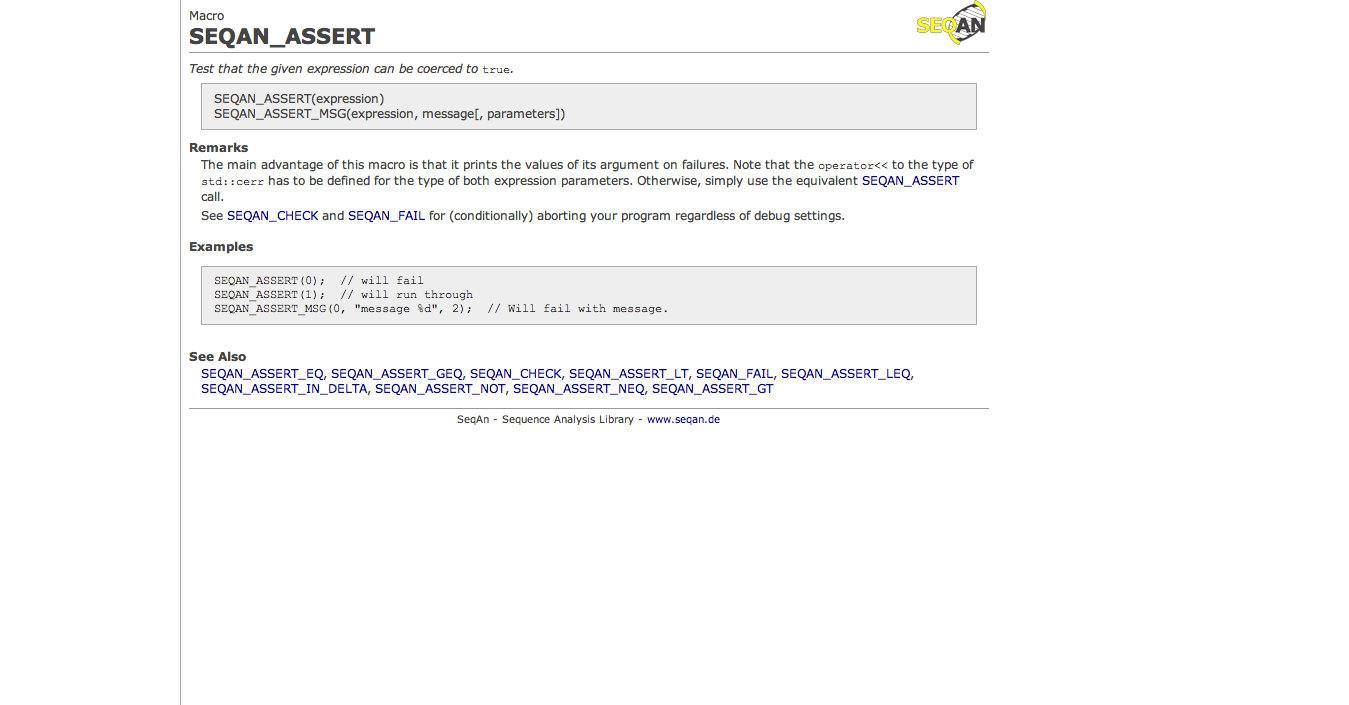 Macro
SEQAN_ASSERT
SEQAN
Test that the given expression can be coerced to true.
SEQAN_ASSERT(expression)
SEQAN_ASSERT_MSG(expression, message[, parameters])
Remarks
The main advantage of this macro is that it prints the values of its argument on failures. Note that the operator<< to the type of
std::cerr has to be defined for the type of both expression parameters. Otherwise, simply use the equivalent SEQAN_ASSERT
call.
See SEQAN_CHECK and SEQAN_FAIL for (conditionally) aborting your program regardless of debug settings.
Examples
SEQAN_ASSERT(0);  // will fail
SEQAN_ASSERT(1);  // will run through
SEQAN_ASSERT_MSG(0, "message %d", 2);  // Will fail with message.
See Also
SEQAN_ASSERT_EQ, SEQAN_ASSERT_GEQ, SEQAN_CHECK, SEQAN_ASSERT_LT, SEQAN_FAIL, SEQAN_ASSERT_LEQ,
SEQAN_ASSERT_IN_DELTA, SEQAN_ASSERT_NOT, SEQAN_ASSERT_NEQ, SEQAN_ASSERT_GT
SeqAn - Sequence Analysis Library - www.seqan.de